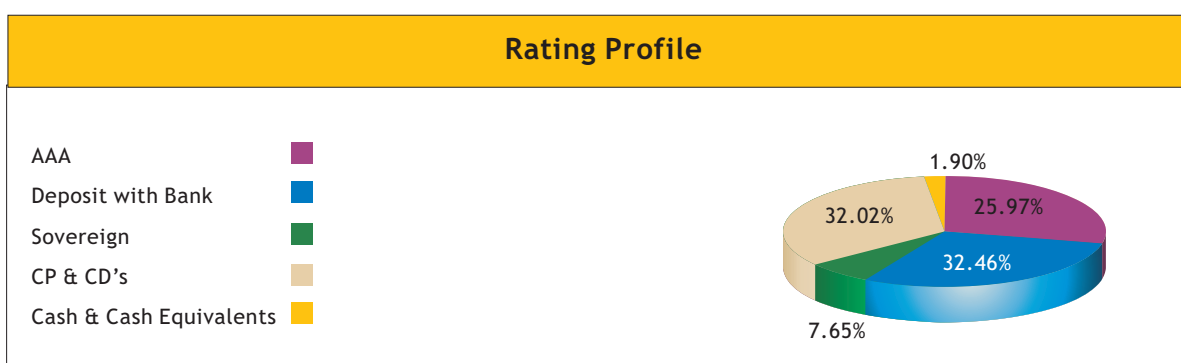 Rating Profile
AAA
Deposit with Bank
Sovereign
CP & CD’s
Cash & Cash Equivalents
1.90%
25.97%
32.02%
32.46%
7.65%